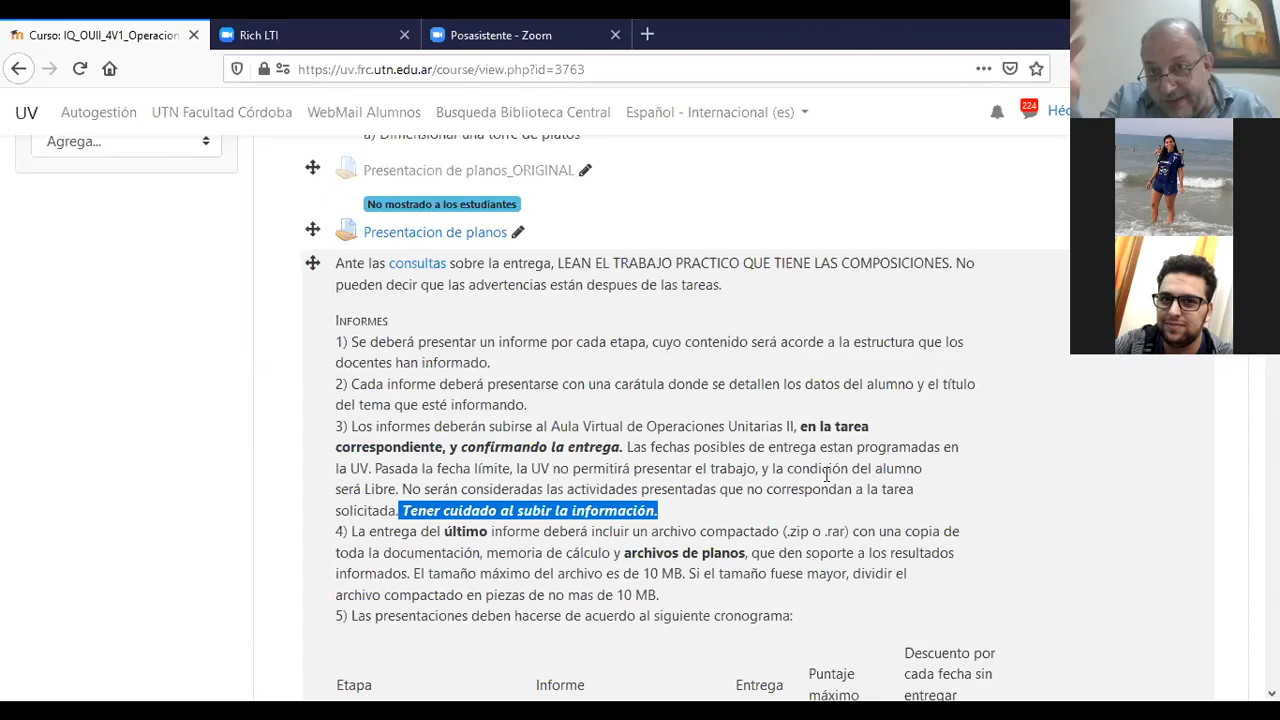 Curso: IQ_OUII_4V1_Operacion
Rich LTI
Posasistente - Zoom
https://uv.frc.utn.edu.ar/course/view.php?id=3763
UV
Autogestión
UTN Facultad Córdoba
WebMail Alumnos
Busqueda Biblioteca Central
Español - Internacional (es)
224
Agrega...
a) Dimensionar una torre de platos
Presentacion de planos_ORIGINAL
No mostrado a los estudiantes
Presentacion de planos
Ante las consultas sobre la entrega, LEAN EL TRABAJO PRACTICO QUE TIENE LAS COMPOSICIONES. No
pueden decir que las advertencias están despues de las tareas.
INFORMES
1) Se deberá presentar un informe por cada etapa, cuyo contenido será acorde a la estructura que los
docentes han informado.
2) Cada informe deberá presentarse con una carátula donde se detallen los datos del alumno y el título
del tema que esté informando.
3) Los informes deberán subirse al Aula Virtual de Operaciones Unitarias II, en la tarea
correspondiente, y confirmando la entrega. Las fechas posibles de entrega estan programadas en
la UV. Pasada la fecha límite, la UV no permitirá presentar el trabajo, y la condición del alumno
será Libre. No serán consideradas las actividades presentadas que no correspondan a la tarea
solicitada. Tener cuidado al subir la información.
4) La entrega del último informe deberá incluir un archivo compactado (.zip o .rar) con una copia de
toda la documentación, memoria de cálculo y archivos de planos, que den soporte a los resultados
informados. El tamaño máximo del archivo es de 10 MB. Si el tamaño fuese mayor, dividir el
archivo compactado en piezas de no mas de 10 MB.
5) Las presentaciones deben hacerse de acuerdo al siguiente cronograma:
Etapa
Informe
Entrega
Puntaje
máximo
Descuento por
cada fecha sin
entregar